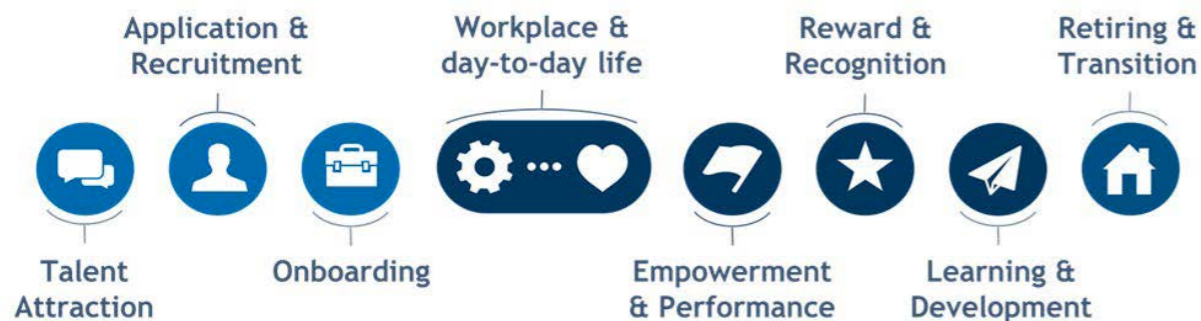 Application &
Recruitment
Workplace &
day-to-day life
Reward &
Recognition
Retiring &
Transition
Talent
Attraction
Onboarding
Empowerment
& Performance
Learning &
Development